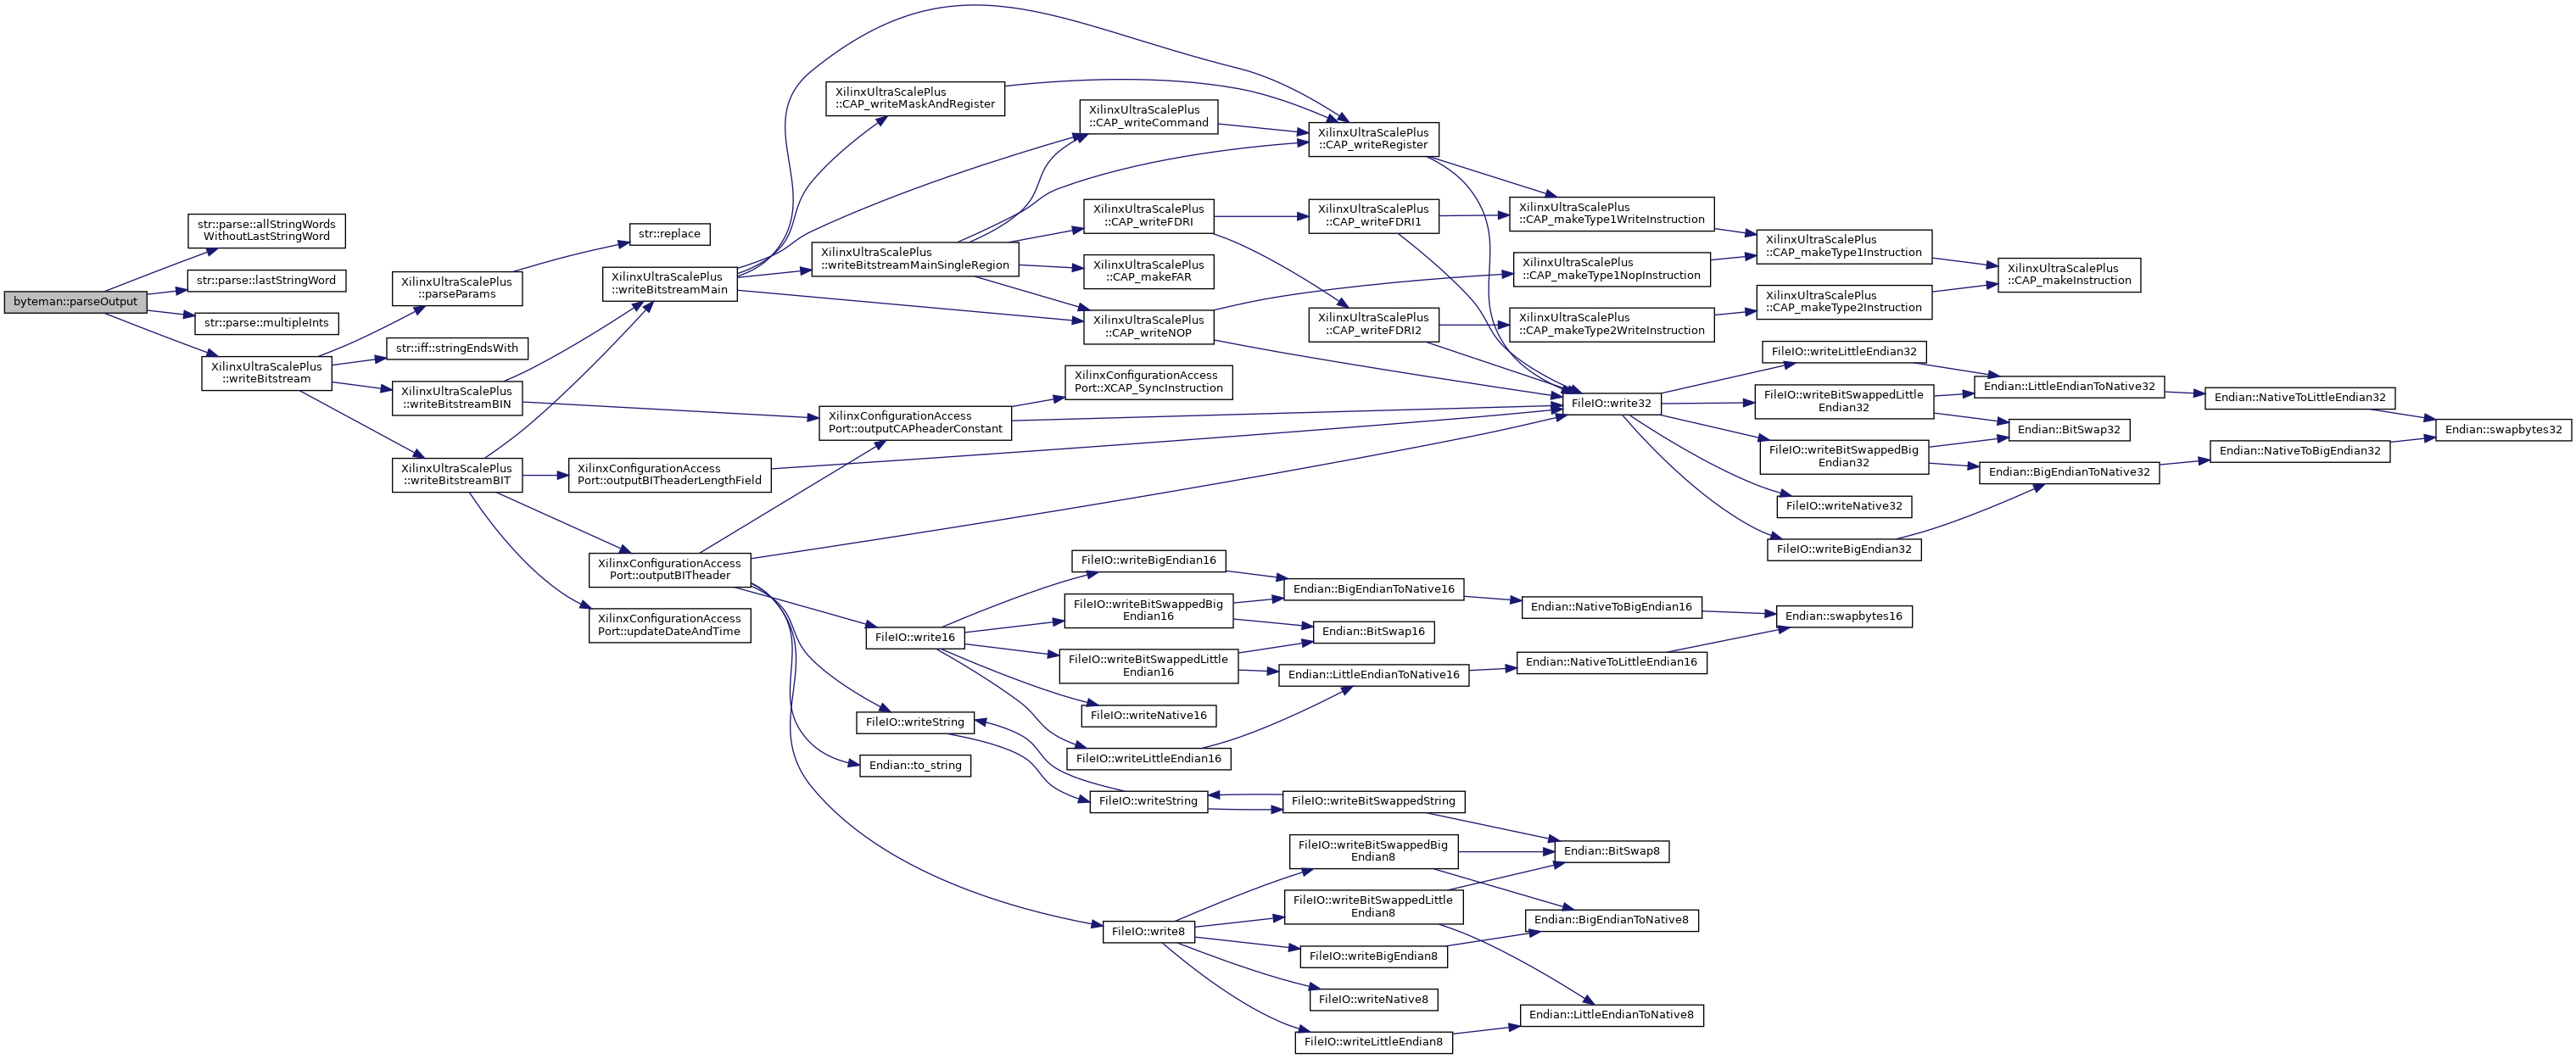 byteman::parseOutput
str::parse::allStringWords
WithoutLastStringWord
str::parse::lastStringWord
str::parse::multipleInts
XilinxUltraScalePlus
::writeBitstream
XilinxUltraScalePlus
::parseParams
str::iff::stringEndsWith
XilinxUltraScalePlus
::writeBitstreamBIN
XilinxUltraScalePlus
::writeBitstreamBIT
str::replace
XilinxUltraScalePlus
::writeBitstreamMain
XilinxConfigurationAccess
Port::outputBITheaderLengthField
XilinxConfigurationAccess
Port::outputBITheader
XilinxConfigurationAccess
Port::updateDateAndTime
XilinxUltraScalePlus
::CAP_writeMaskAndRegister
XilinxUltraScalePlus
::writeBitstreamMainSingleRegion
XilinxConfigurationAccess
Port::outputCAPheaderConstant
FileIO::write16
FileIO::writeString
Endian::to_string
XilinxUltraScalePlus
::CAP_writeCommand
XilinxUltraScalePlus
::CAP_writeFDRI
XilinxUltraScalePlus
::CAP_makeFAR
XilinxUltraScalePlus
::CAP_writeNOP
XilinxConfigurationAccess
Port::XCAP_SyncInstruction
FileIO::writeBigEndian16
FileIO::writeBitSwappedBig
Endian16
FileIO::writeBitSwappedLittle
Endian16
FileIO::writeNative16
FileIO::writeLittleEndian16
FileIO::writeString
FileIO::write8
XilinxUltraScalePlus
::CAP_writeRegister
XilinxUltraScalePlus
::CAP_writeFDRI1
XilinxUltraScalePlus
::CAP_writeFDRI2
Endian::BigEndianToNative16
Endian::BitSwap16
Endian::LittleEndianToNative16
FileIO::writeBitSwappedString
FileIO::writeBitSwappedBig
Endian8
FileIO::writeBitSwappedLittle
Endian8
FileIO::writeBigEndian8
FileIO::writeNative8
FileIO::writeLittleEndian8
XilinxUltraScalePlus
::CAP_makeType1WriteInstruction
XilinxUltraScalePlus
::CAP_makeType1NopInstruction
XilinxUltraScalePlus
::CAP_makeType2WriteInstruction
FileIO::write32
Endian::NativeToBigEndian16
Endian::NativeToLittleEndian16
Endian::BitSwap8
Endian::BigEndianToNative8
Endian::LittleEndianToNative8
XilinxUltraScalePlus
::CAP_makeType1Instruction
XilinxUltraScalePlus
::CAP_makeType2Instruction
FileIO::writeLittleEndian32
FileIO::writeBitSwappedLittle
Endian32
FileIO::writeBitSwappedBig
Endian32
FileIO::writeNative32
FileIO::writeBigEndian32
Endian::swapbytes16
XilinxUltraScalePlus
::CAP_makeInstruction
Endian::LittleEndianToNative32
Endian::BitSwap32
Endian::BigEndianToNative32
Endian::NativeToLittleEndian32
Endian::NativeToBigEndian32
Endian::swapbytes32